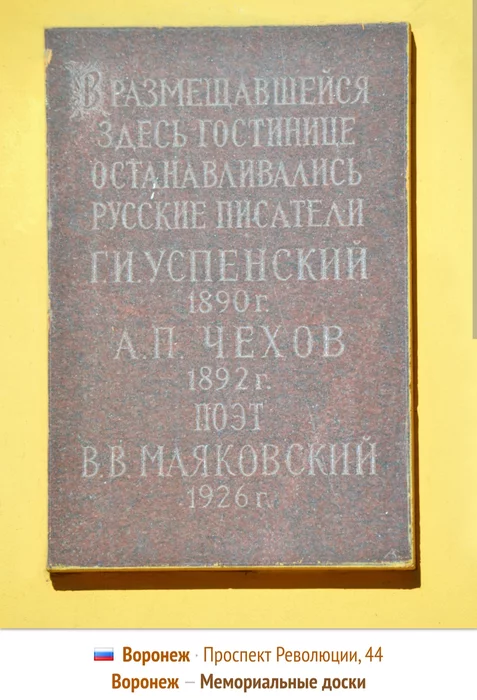 В РАЗМЕЩАВШЕЙСЯ
ЗДЕСЬ ГОСТИНИЦЕ
ОСТАНАВЛИВАЛИСЬ
РУССКИЕ ПИСАТЕЛИ
Г.И.УСПЕНСКИЙ
1890 г.
А.П. ЧЕХОВ
1892 г.
ПОЭТ
В.В.МАЯКОВСКИЙ
1926 г.
Воронеж · Проспект Революции, 44
Воронеж — Мемориальные доски